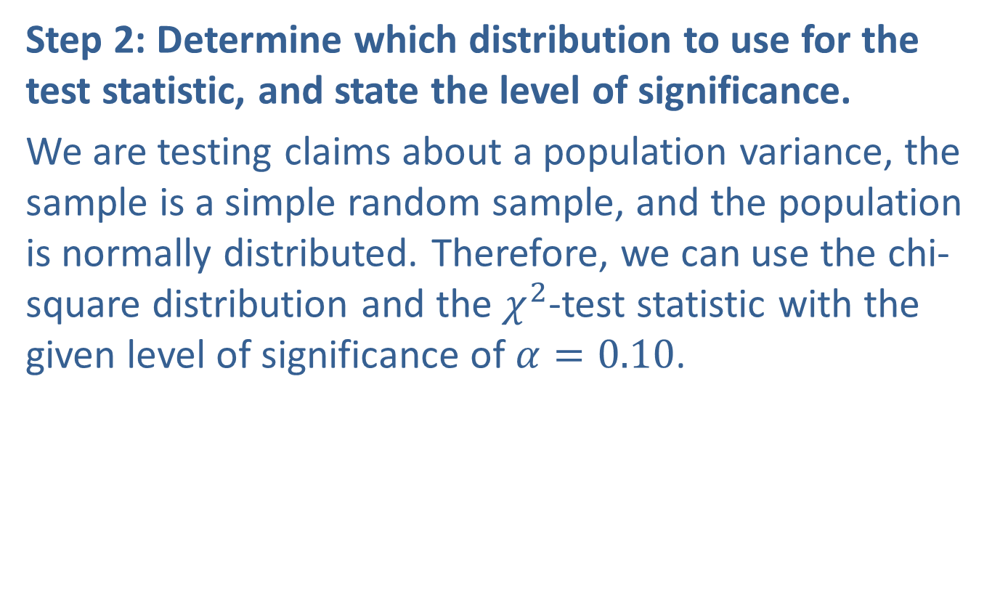 Step 2: Determine which distribution to use for the
test statistic, and state the level of significance.
We are testing claims about a population variance, the
sample is a simple random sample, and the population
is normally distributed. Therefore, we can use the chi-
square distribution and the 𝜒²-test statistic with the
given level of significance of 𝛼 = 0.10.